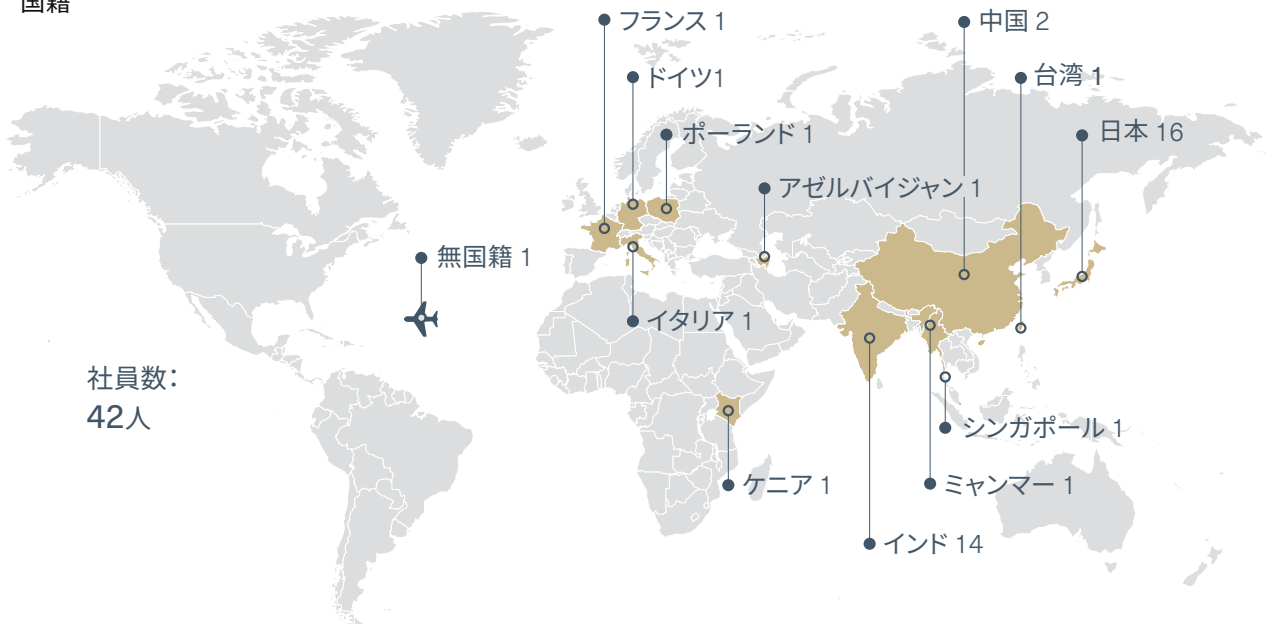 国籍
フランス 1
中国 2
ドイツ1
台湾 1
ポーランド 1
日本 16
アゼルバイジャン 1
無国籍 1
イタリア 1
社員数:
42人
シンガポール 1
ケニア 1
ミャンマー 1
インド 14